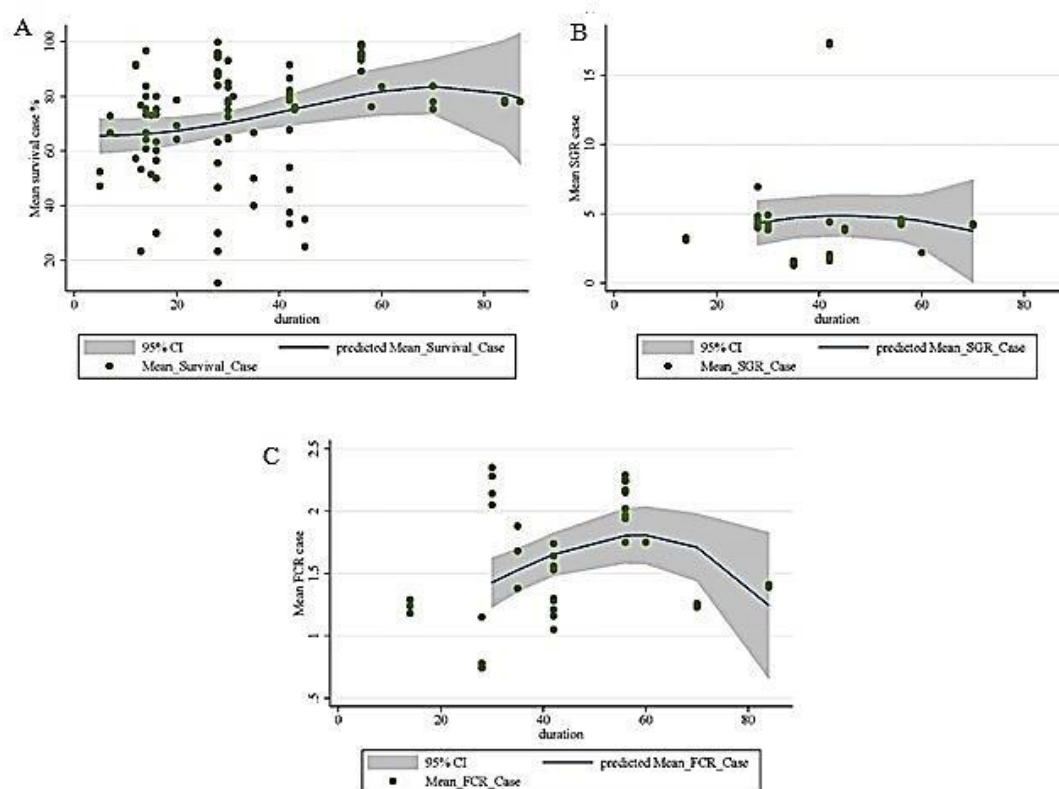 A
Mean survival case %
100
80
60
40
20
0 20 40 60 80
duration
95% CI predicted Mean_Survival_Case
Mean_Survival_Case
B
Mean SGR case
15
10
5
0
0 20 40 60 80
duration
95% CI predicted Mean_SGR_Case
Mean_SGR_Case
C
Mean FCR case
2.5
2
1.5
1
.5
0 20 40 60 80
duration
95% CI predicted Mean_FCR_Case
Mean_FCR_Case